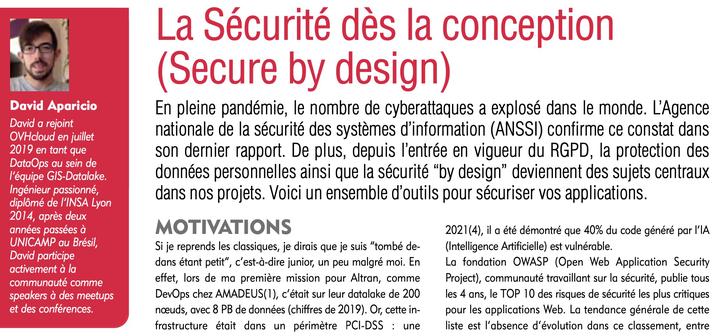 La Sécurité dès la conception
(Secure by design)
David Aparicio
David a rejoint
OVHcloud en juillet
2019 en tant que
DataOps au sein de
l'équipe GIS-Datalake.
Ingénieur passionné,
diplômé de l'INSA Lyon
2014, après deux
années passées à
UNICAMP au Brésil,
David participe
activement à la
communauté comme
speakers à des meetups
et des conférences.
En pleine pandémie, le nombre de cyberattaques a explosé dans le monde. L'Agence
nationale de la sécurité des systèmes d'information (ANSSI) confirme ce constat dans
son dernier rapport. De plus, depuis l'entrée en vigueur du RGPD, la protection des
données personnelles ainsi que la sécurité "by design" deviennent des sujets centraux
dans nos projets. Voici un ensemble d'outils pour sécuriser vos applications.
MOTIVATIONS
Si je reprends les classiques, je dirais que je suis "tombé de-
dans étant petit", c'est-à-dire junior, un peu malgré moi. En
effet, lors de ma première mission pour Altran, comme
DevOps chez AMADEUS(1), c'était sur leur datalake de 200
nœuds, avec 8 PB de données (chiffres de 2019). Or, cette in-
frastructure était dans un périmètre PCI-DSS : une
2021(4), il a été démontré que 40% du code généré par l'IA
(Intelligence Artificielle) est vulnérable.
La fondation OWASP (Open Web Application Security
Project), communauté travaillant sur la sécurité, publie tous
les 4 ans, le TOP 10 des risques de sécurité les plus critiques
pour les applications Web. La tendance générale de cette
liste est l'absence d'évolution dans ce classement, entre